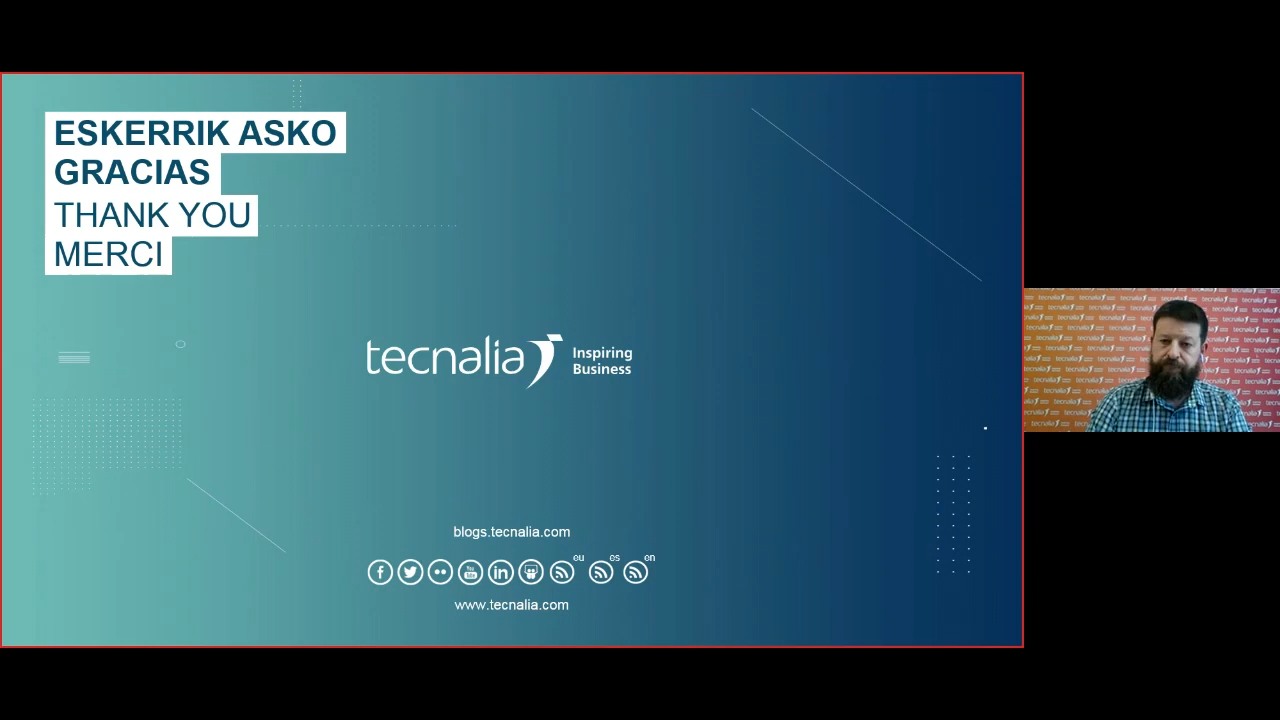 ESKERRIK ASKO
GRACIAS
THANK YOU
MERCI
tecnalia Inspiring
Business
blogs.tecnalia.com
eu es en
www.tecnalia.com